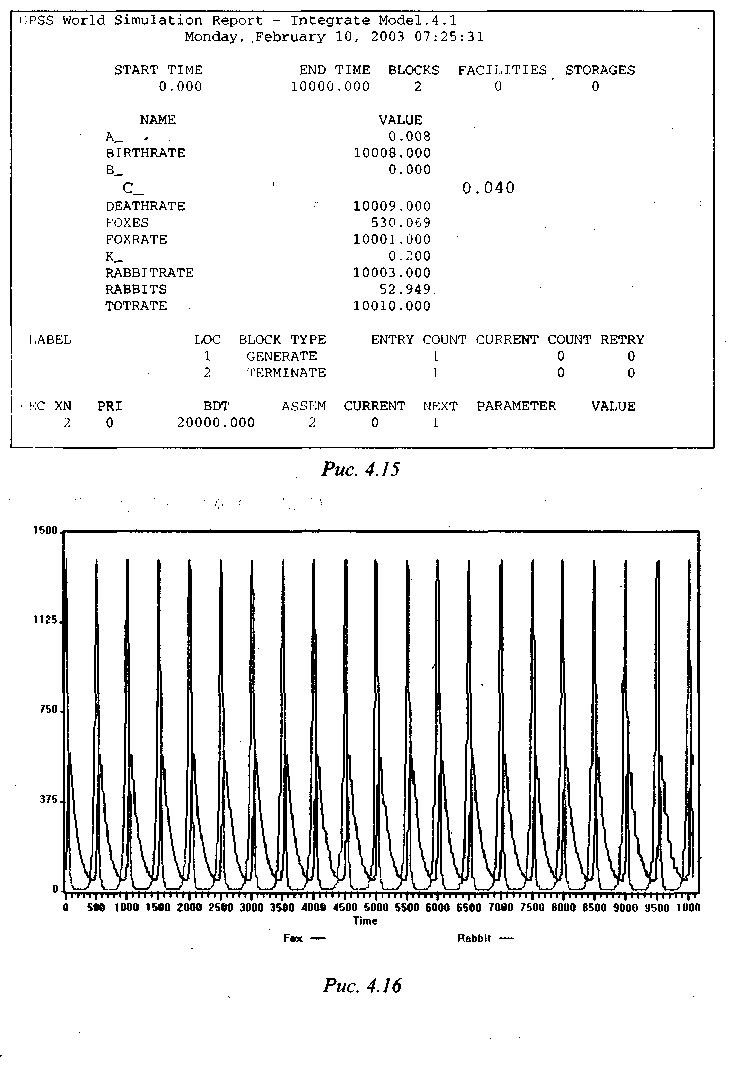 GPSS World Simulation Report - Integrate Model.4.1
Monday, February 10, 2003 07:25:31
START TIME END TIME BLOCKS FACILITIES STORAGES
0.000 10000.000 2 0 0
NAME VALUE
A_ 0.008
BIRTHRATE 10008.000
B_ 0.000
C_ 0.040
DEATHRATE 10009.000
FOXES 530.069
FOXRATE 10001.000
K_ 0.200
RABBITRATE 10003.000
RABBITS 52.949
TOTRATE 10010.000
LABEL LOC BLOCK TYPE ENTRY COUNT CURRENT COUNT RETRY
1 GENERATE 1 0 0
2 TERMINATE 1 0 0
FEC XN PRI BDT ASSEM CURRENT NEXT PARAMETER VALUE
2 0 20000.000 2 0 1
Рис. 4.15
1500
1125
750
375
0
0 500 1000 1500 2000 2500 3000 3500 4000 4500 5000 5500 6000 6500 7000 7500 8000 8500 9000 9500 1000
Time
Fox — Rabbit —
Рис. 4.16